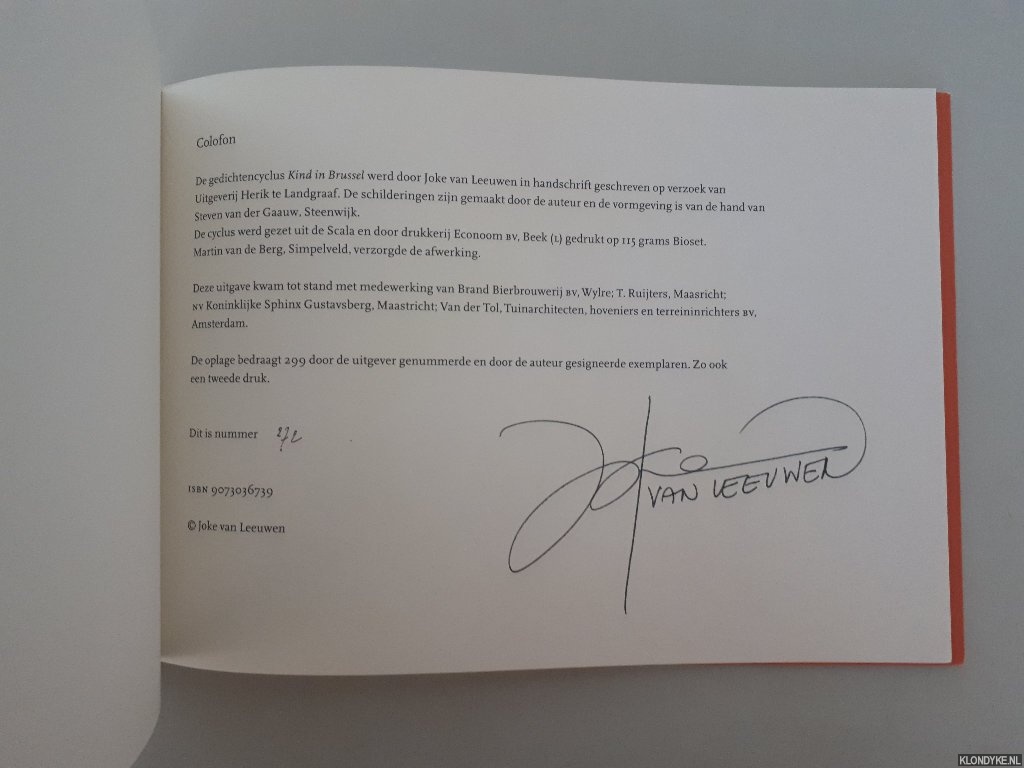 Colofon
De gedichtencyclus Kind in Brussel werd door Joke van Leeuwen in handschrift geschreven op verzoek van
Uitgeverij Herik te Landgraaf. De schilderingen zijn gemaakt door de auteur en de vormgeving is van de hand van
Steven van der Gaauw, Steenwijk.
De cyclus werd gezet uit de Scala en door drukkerij Econoom BV, Beek (L) gedrukt op 115 grams Bioset.
Martin van de Berg, Simpelveld, verzorgde de afwerking.
Deze uitgave kwam tot stand met medewerking van Brand Bierbrouwerij BV, Wylre; T. Ruijters, Maasricht;
NV Koninklijke Sphinx Gustavsberg, Maastricht; Van der Tol, Tuinarchitecten, hoveniers en terreininrichters BV,
Amsterdam.
De oplage bedraagt 299 door de uitgever genummerde en door de auteur gesigneerde exemplaren. Zo ook
een tweede druk.
Dit is nummer
Joke
VAN LEEUWEN
ISBN 9073036739
© Joke van Leeuwen
KLONDYKE.NL